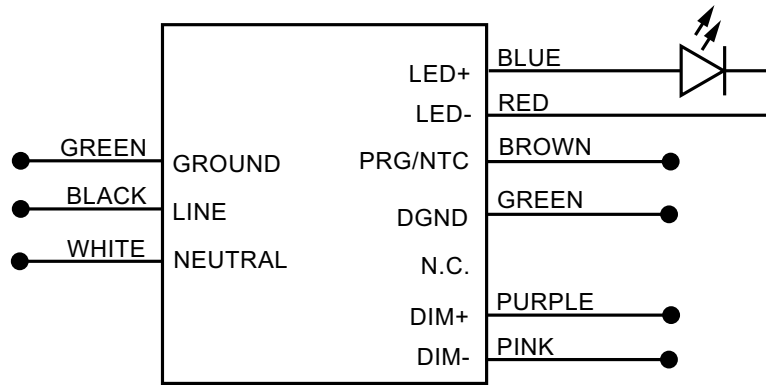 GREEN
BLACK
WHITE
GROUND
LINE
NEUTRAL
LED+
LED-
PRG/NTC
DGND
N.C.
DIM+
DIM-
BLUE
RED
BROWN
GREEN
PURPLE
PINK